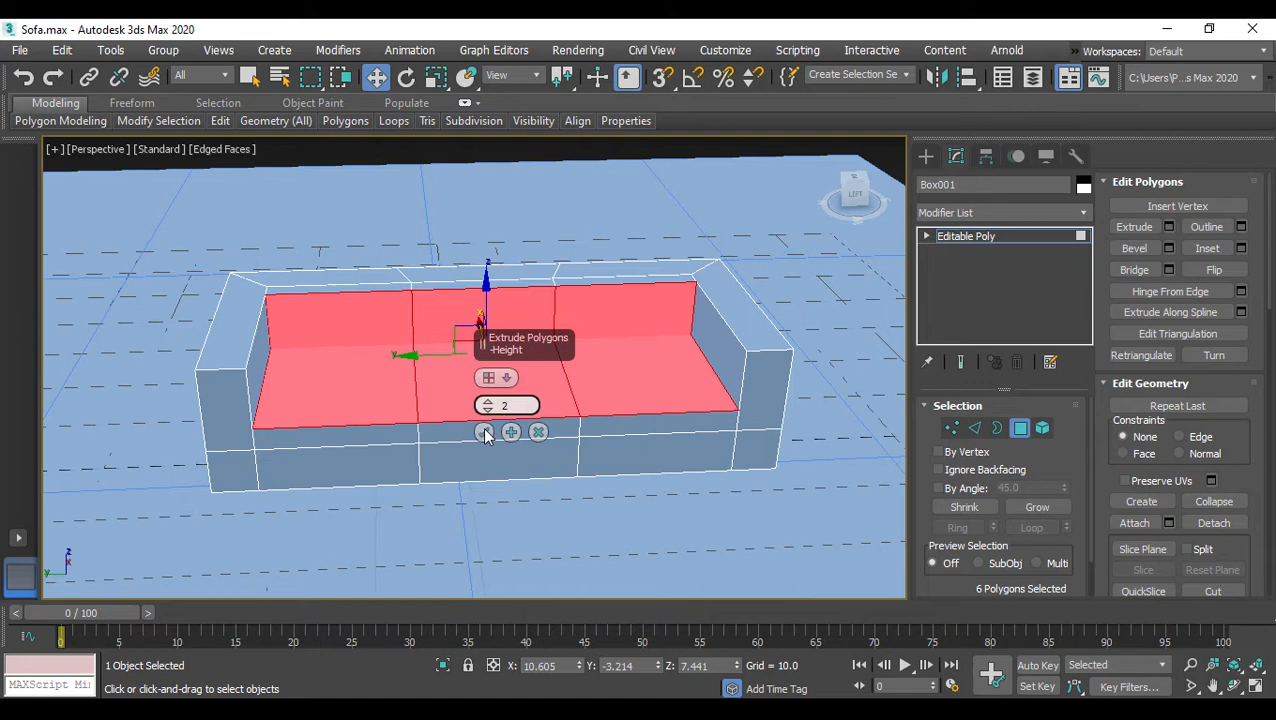 Sofa.max - Autodesk 3ds Max 2020
File Edit Tools Group Views Create Modifiers Animation Graph Editors Rendering Civil View Customize Scripting Interactive Content Arnold » Workspaces: Default
All View Create Selection Se C:\Users\P...s Max 2020
Modeling Freeform Selection Object Paint Populate
Polygon Modeling Modify Selection Edit Geometry (All) Polygons Loops Tris Subdivision Visibility Align Properties
[+] [Perspective] [Standard] [Edged Faces]
LEFT
z
x
y
Extrude Polygons
-Height
2
z
x
y
Box001
Modifier List
Editable Poly
Selection
By Vertex
Ignore Backfacing
By Angle: 45.0
Shrink Grow
Ring Loop
Preview Selection
Off SubObj Multi
6 Polygons Selected
Edit Polygons
Insert Vertex
Extrude Outline
Bevel Inset
Bridge Flip
Hinge From Edge
Extrude Along Spline
Edit Triangulation
Retriangulate Turn
Edit Geometry
Repeat Last
Constraints
None Edge
Face Normal
Preserve UVs
Create Collapse
Attach Detach
Slice Plane Split
Slice Reset Plane
QuickSlice Cut
< 0 / 100 >
0 5 10 15 20 25 30 35 40 45 50 55 60 65 70 75 80 85 90 95 100
1 Object Selected X: 10.605 Y: -3.214 Z: 7.441 Grid = 10.0 Auto Key Selected
MAXScript Mi Click or click-and-drag to select objects Add Time Tag 0 Set Key Key Filters...